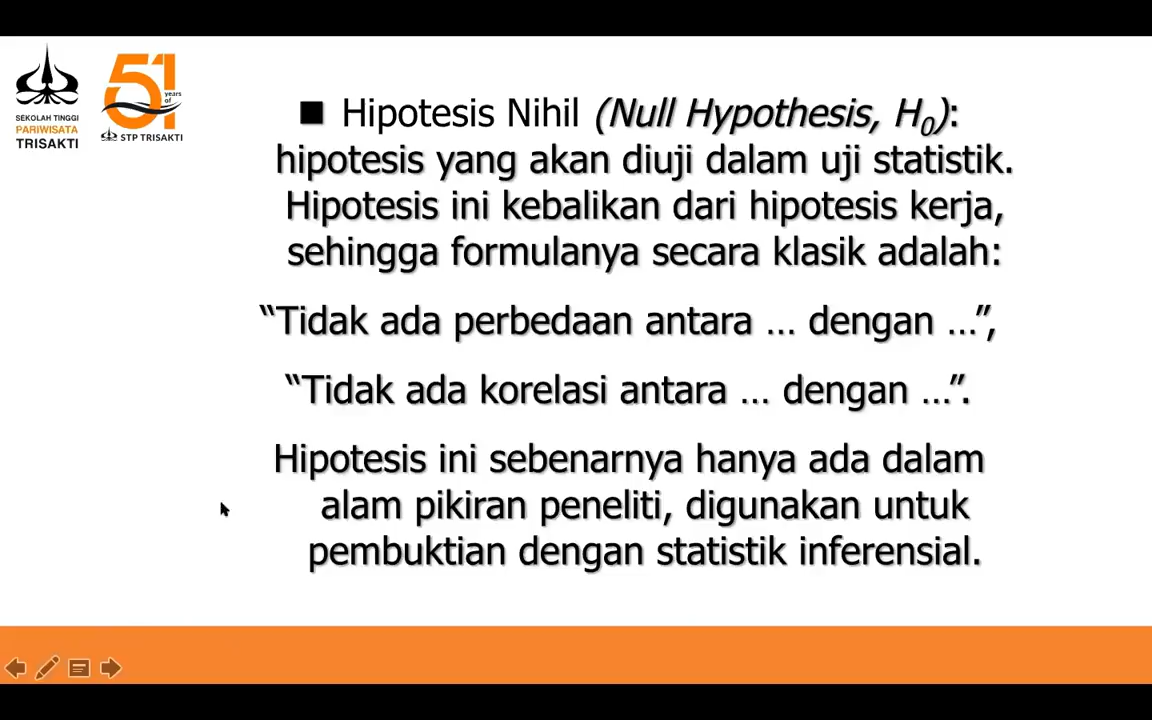 SEKOLAH TINGGI
PARIWISATA
TRISAKTI
51
years
of
STP TRISAKTI
■ Hipotesis Nihil (Null Hypothesis, H0):
hipotesis yang akan diuji dalam uji statistik.
Hipotesis ini kebalikan dari hipotesis kerja,
sehingga formulanya secara klasik adalah:
“Tidak ada perbedaan antara … dengan …”,
“Tidak ada korelasi antara … dengan …”.
Hipotesis ini sebenarnya hanya ada dalam
alam pikiran peneliti, digunakan untuk
pembuktian dengan statistik inferensial.